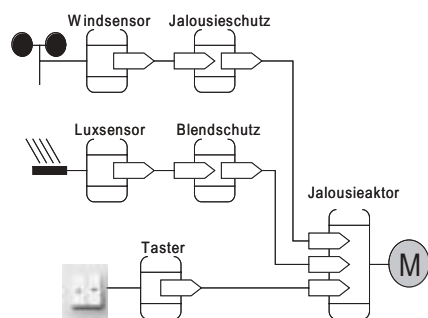 Windsensor Jalousieschutz
Luxsensor Blendschutz
Jalousieaktor
Taster
M